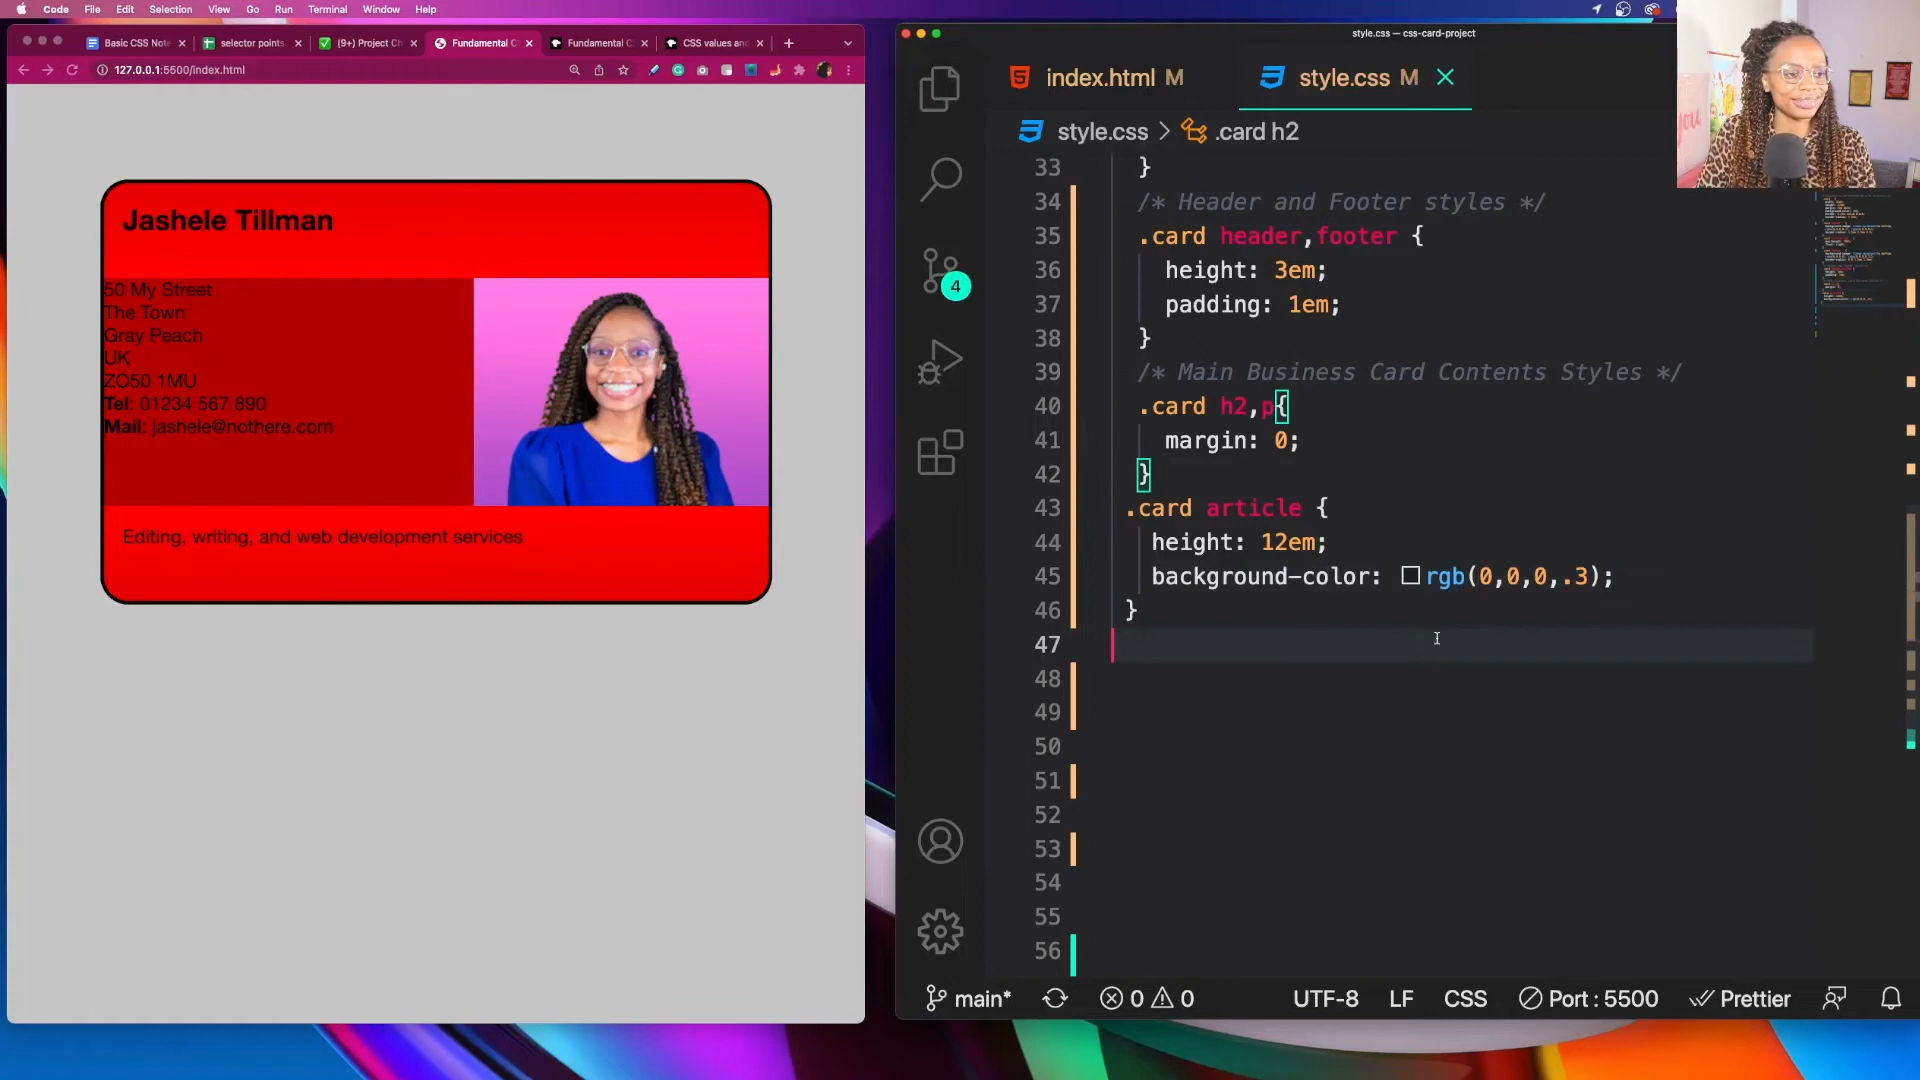 Code File Edit Selection View Go Run Terminal Window Help
Basic CSS Note
selector points
(9+) Project Ch
Fundamental C
Fundamental C
CSS values and
127.0.0.1:5500/index.html
Jashele Tillman
50 My Street
The Town
Gray Peach
UK
ZO50 1MU
Tel: 01234 567 890
Mail: jashele@nothere.com
Editing, writing, and web development services
style.css — css-card-project
index.html M
style.css M
style.css > .card h2
33 }
34 /* Header and Footer styles */
35 .card header,footer {
36 height: 3em;
37 padding: 1em;
38 }
39 /* Main Business Card Contents Styles */
40 .card h2,p{
41 margin: 0;
42 }
43 .card article {
44 height: 12em;
45 background-color: rgb(0,0,0,.3);
46 }
47
48
49
50
51
52
53
54
55
56
4
main* 0 0 UTF-8 LF CSS Port : 5500 Prettier
you